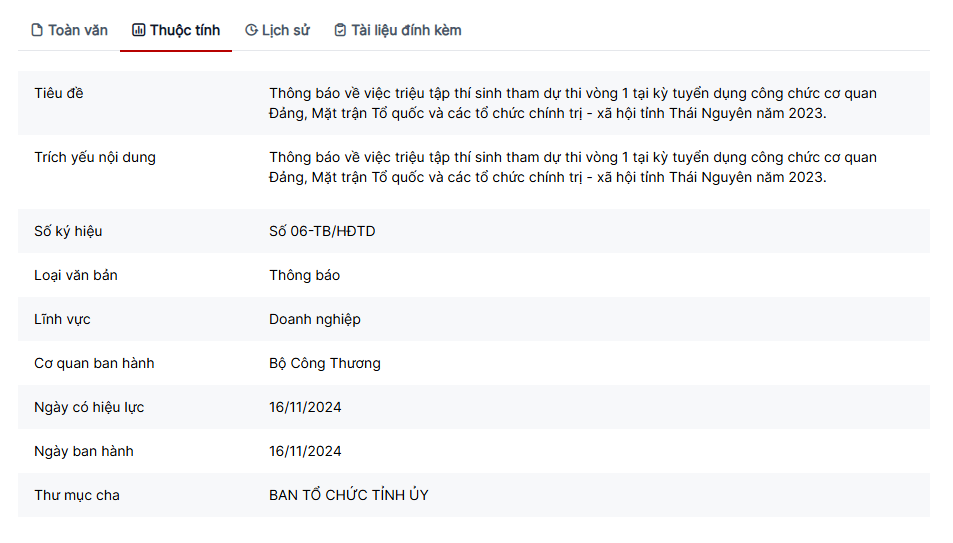 Toàn văn Thuộc tính Lịch sử Tài liệu đính kèm
Tiêu đề Thông báo về việc triệu tập thí sinh tham dự thi vòng 1 tại kỳ tuyển dụng công chức cơ quan
Đảng, Mặt trận Tổ quốc và các tổ chức chính trị - xã hội tỉnh Thái Nguyên năm 2023.
Trích yếu nội dung Thông báo về việc triệu tập thí sinh tham dự thi vòng 1 tại kỳ tuyển dụng công chức cơ quan
Đảng, Mặt trận Tổ quốc và các tổ chức chính trị - xã hội tỉnh Thái Nguyên năm 2023.
Số ký hiệu Số 06-TB/HĐTD
Loại văn bản Thông báo
Lĩnh vực Doanh nghiệp
Cơ quan ban hành Bộ Công Thương
Ngày có hiệu lực 16/11/2024
Ngày ban hành 16/11/2024
Thư mục cha BAN TỔ CHỨC TỈNH ỦY